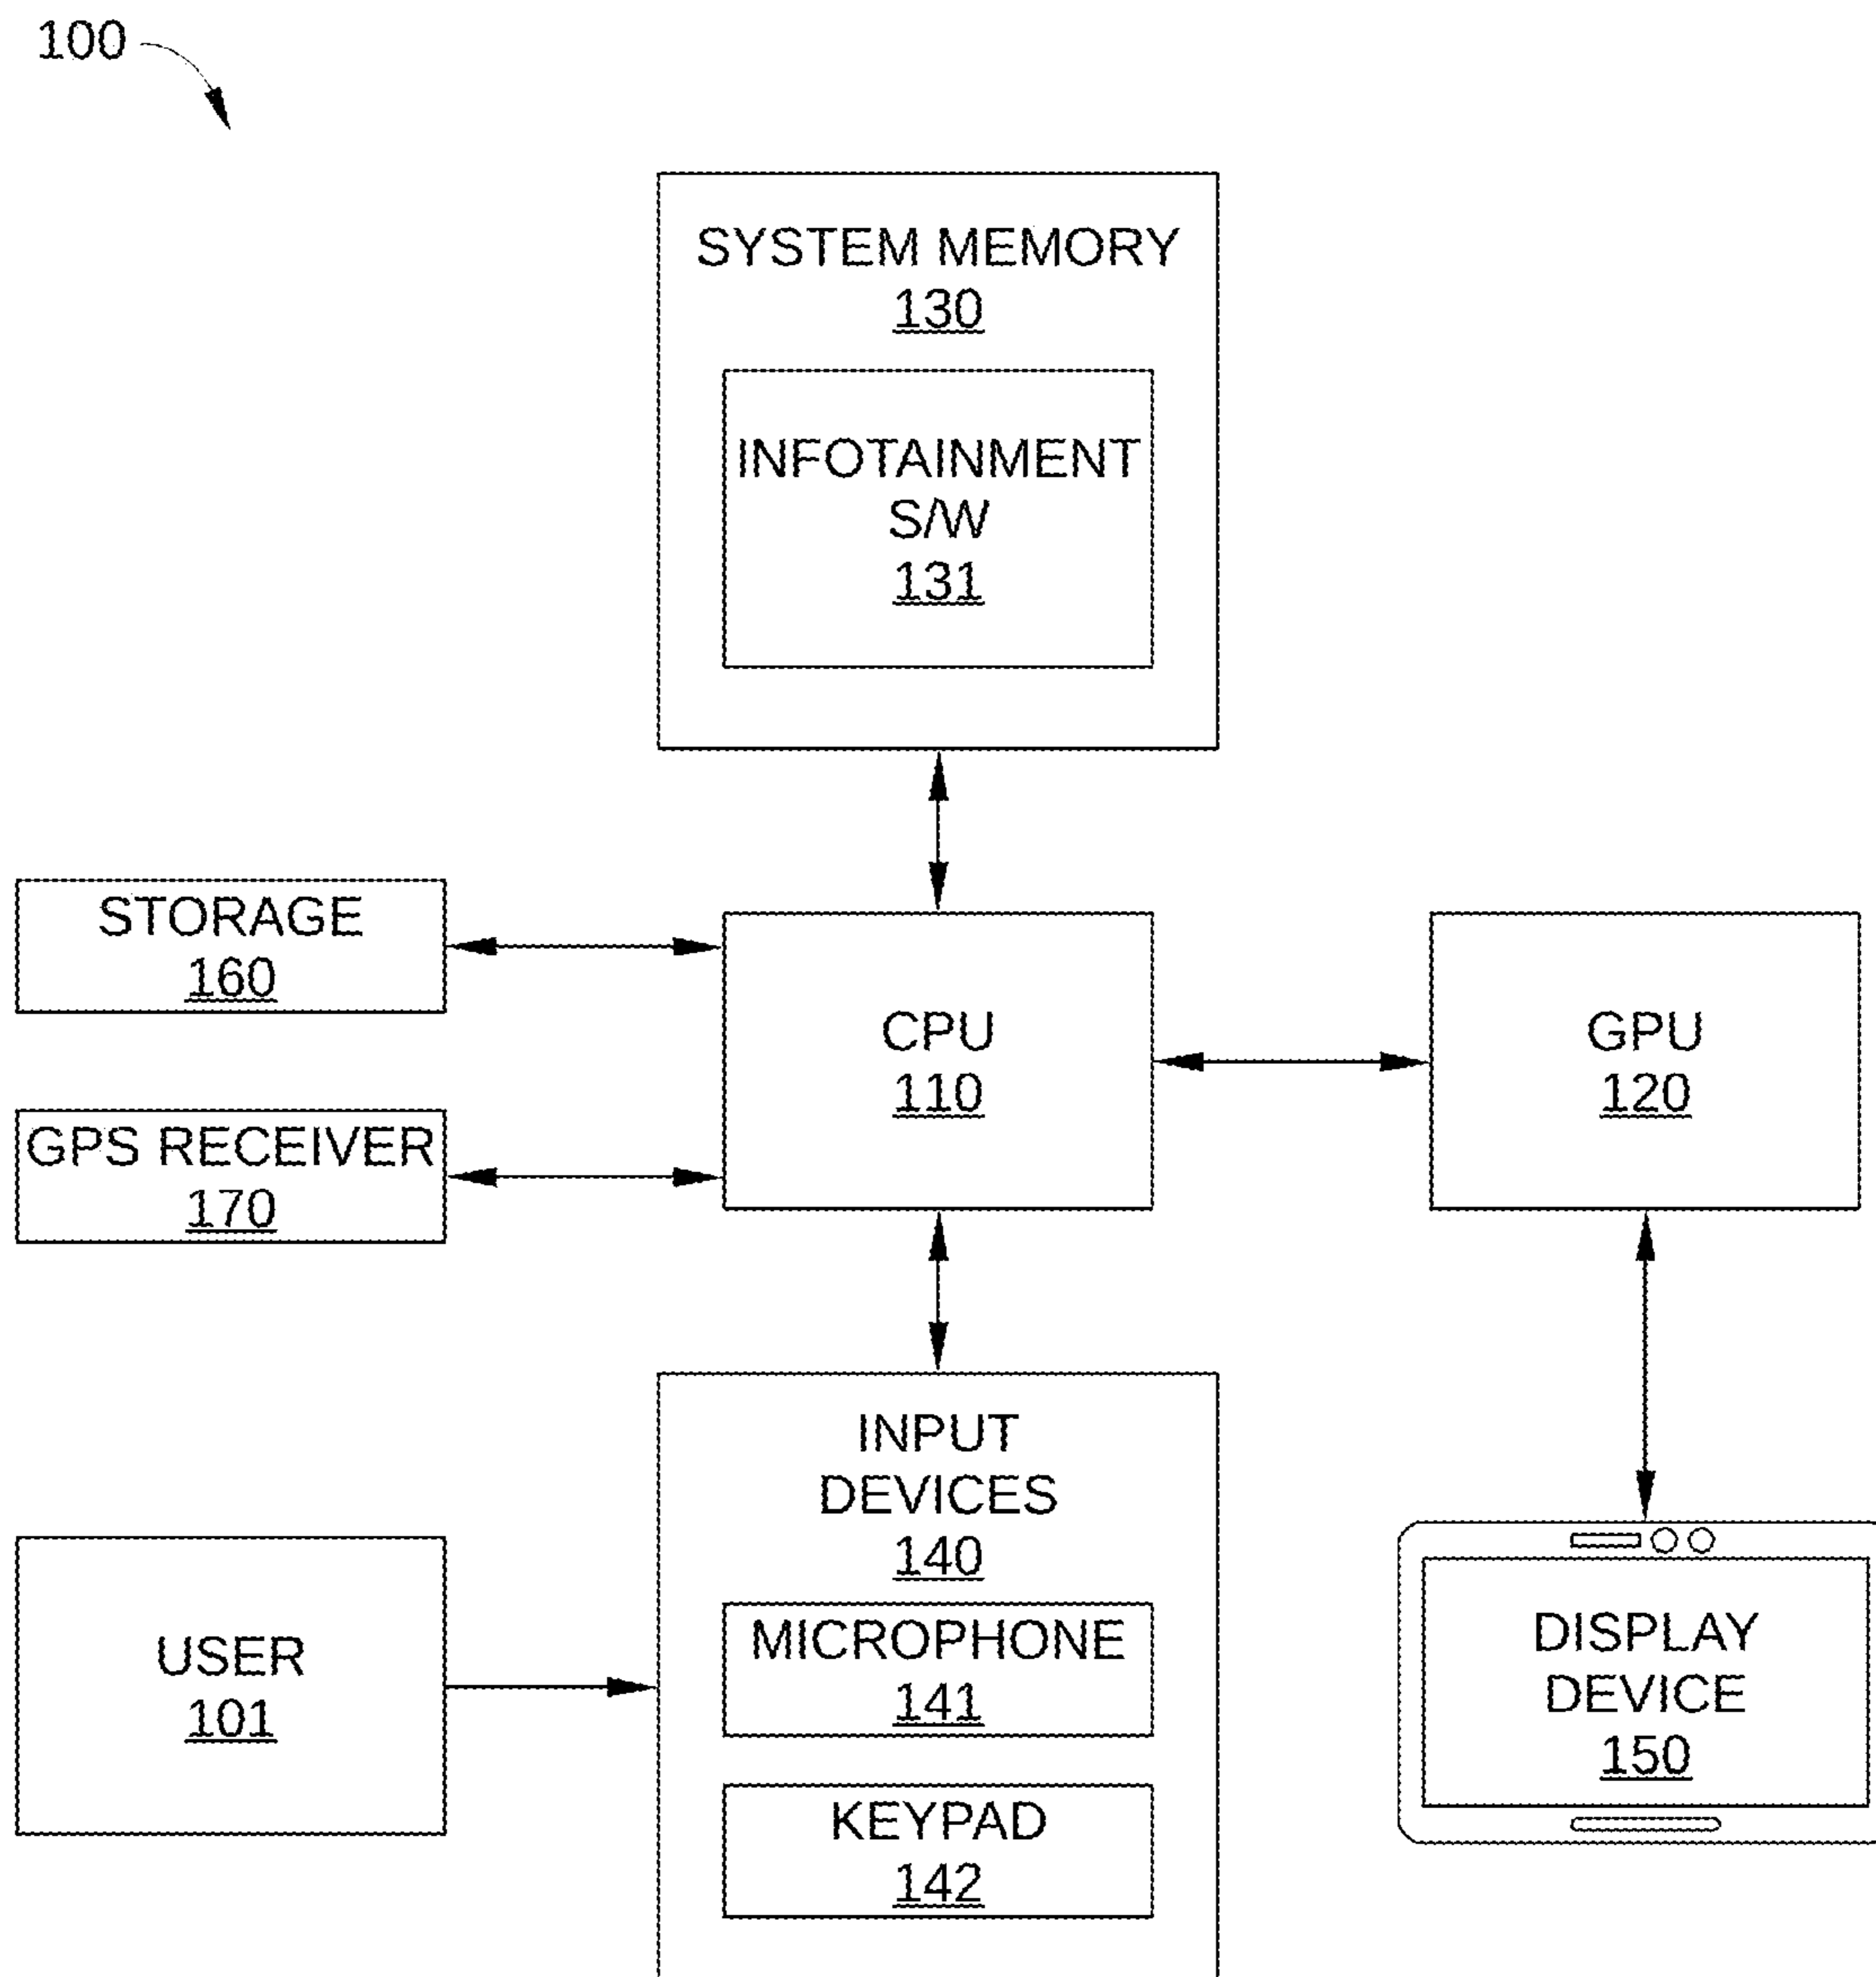 100
SYSTEM MEMORY
130
INFOTAINMENT
S/W
131
STORAGE
160
CPU
110
GPU
120
GPS RECEIVER
170
INPUT
DEVICES
140
MICROPHONE
141
KEYPAD
142
USER
101
DISPLAY
DEVICE
150